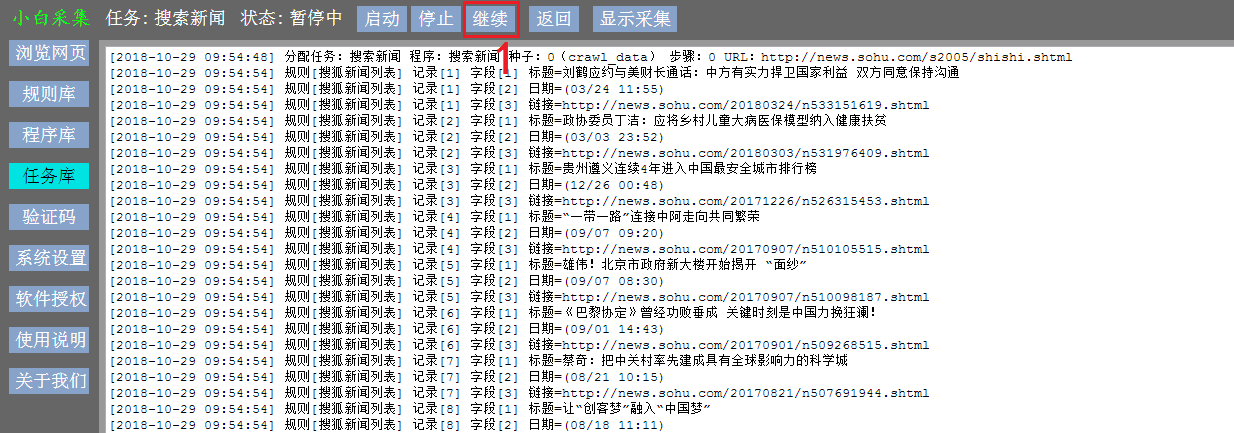 小白采集 任务：搜索新闻 状态：暂停中 启动 停止 继续 返回 显示采集
1
浏览网页
规则库
程序库
任务库
验证码
系统设置
软件授权
使用说明
关于我们
[2018-10-29 09:54:48] 分配任务：搜索新闻 程序：搜索新闻 种子：0（crawl_data） 步骤：0 URL：http://news.sohu.com/s2005/shishi.shtml
[2018-10-29 09:54:54] 规则[搜狐新闻列表] 记录[1] 字段[1] 标题=刘鹤应约与美财长通话：中方有实力捍卫国家利益 双方同意保持沟通
[2018-10-29 09:54:54] 规则[搜狐新闻列表] 记录[1] 字段[2] 日期=(03/24 11:55)
[2018-10-29 09:54:54] 规则[搜狐新闻列表] 记录[1] 字段[3] 链接=http://news.sohu.com/20180324/n533151619.shtml
[2018-10-29 09:54:54] 规则[搜狐新闻列表] 记录[2] 字段[1] 标题=政协委员丁洁：应将乡村儿童大病医保模型纳入健康扶贫
[2018-10-29 09:54:54] 规则[搜狐新闻列表] 记录[2] 字段[2] 日期=(03/03 23:52)
[2018-10-29 09:54:54] 规则[搜狐新闻列表] 记录[2] 字段[3] 链接=http://news.sohu.com/20180303/n531976409.shtml
[2018-10-29 09:54:54] 规则[搜狐新闻列表] 记录[3] 字段[1] 标题=贵州遵义连续4年进入中国最安全城市排行榜
[2018-10-29 09:54:54] 规则[搜狐新闻列表] 记录[3] 字段[2] 日期=(12/26 00:48)
[2018-10-29 09:54:54] 规则[搜狐新闻列表] 记录[3] 字段[3] 链接=http://news.sohu.com/20171226/n526315453.shtml
[2018-10-29 09:54:54] 规则[搜狐新闻列表] 记录[4] 字段[1] 标题=“一带一路”连接中阿走向共同繁荣
[2018-10-29 09:54:54] 规则[搜狐新闻列表] 记录[4] 字段[2] 日期=(09/07 09:20)
[2018-10-29 09:54:54] 规则[搜狐新闻列表] 记录[4] 字段[3] 链接=http://news.sohu.com/20170907/n510105515.shtml
[2018-10-29 09:54:54] 规则[搜狐新闻列表] 记录[5] 字段[1] 标题=雄伟！北京市政府新大楼开始揭开 “面纱”
[2018-10-29 09:54:54] 规则[搜狐新闻列表] 记录[5] 字段[2] 日期=(09/07 08:30)
[2018-10-29 09:54:54] 规则[搜狐新闻列表] 记录[5] 字段[3] 链接=http://news.sohu.com/20170907/n510098187.shtml
[2018-10-29 09:54:54] 规则[搜狐新闻列表] 记录[6] 字段[1] 标题=《巴黎协定》曾经功败垂成 关键时刻是中国力挽狂澜！
[2018-10-29 09:54:54] 规则[搜狐新闻列表] 记录[6] 字段[2] 日期=(09/01 14:43)
[2018-10-29 09:54:54] 规则[搜狐新闻列表] 记录[6] 字段[3] 链接=http://news.sohu.com/20170901/n509268515.shtml
[2018-10-29 09:54:54] 规则[搜狐新闻列表] 记录[7] 字段[1] 标题=蔡奇：把中关村率先建成具有全球影响力的科学城
[2018-10-29 09:54:54] 规则[搜狐新闻列表] 记录[7] 字段[2] 日期=(08/21 10:15)
[2018-10-29 09:54:54] 规则[搜狐新闻列表] 记录[7] 字段[3] 链接=http://news.sohu.com/20170821/n507691944.shtml
[2018-10-29 09:54:54] 规则[搜狐新闻列表] 记录[8] 字段[1] 标题=让“创客梦”融入“中国梦”
[2018-10-29 09:54:54] 规则[搜狐新闻列表] 记录[8] 字段[2] 日期=(08/18 11:11)